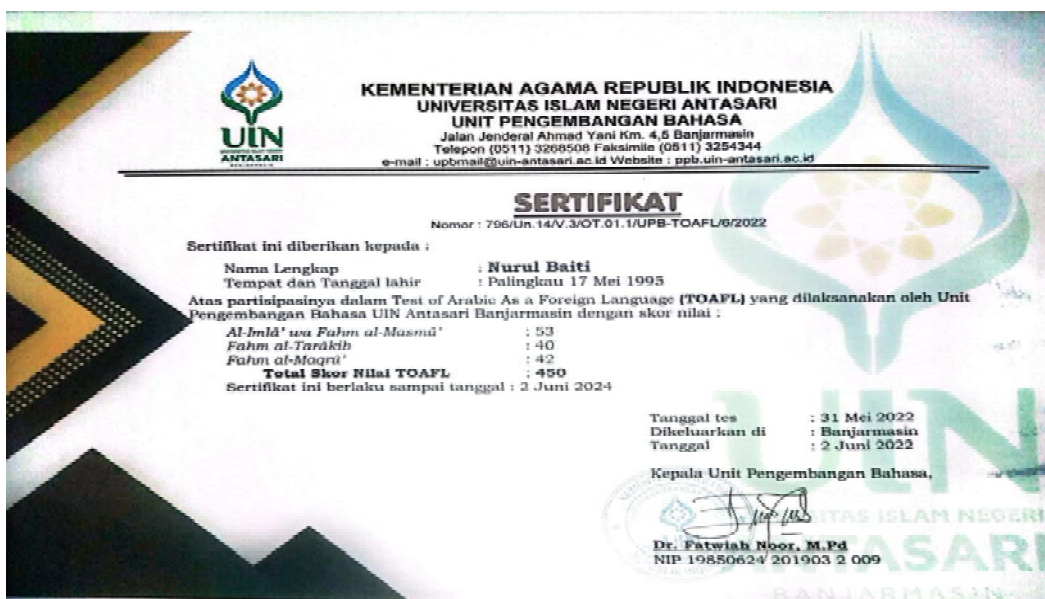 UIN
ANTASARI
KEMENTERIAN AGAMA REPUBLIK INDONESIA
UNIVERSITAS ISLAM NEGERI ANTASARI
UNIT PENGEMBANGAN BAHASA
Jalan Jenderal Ahmad Yani Km. 4,5 Banjarmasin
Telepon (0511) 3268508 Faksimile (0511) 3254344
e-mail : upbmail@uin-antasari.ac.id Website : ppb.uin-antasari.ac.id
SERTIFIKAT
Nomor : 796/Un.14/V.3/OT.01.1/UPB-TOAFL/6/2022
Sertifikat ini diberikan kepada :
Nama Lengkap : Nurul Baiti
Tempat dan Tanggal lahir : Palingkau 17 Mei 1995
Atas partisipasinya dalam Test of Arabic As a Foreign Language (TOAFL) yang dilaksanakan oleh Unit
Pengembangan Bahasa UIN Antasari Banjarmasin dengan skor nilai :
Al-Imlâ' wa Fahm al-Masmû' : 53
Fahm al-Tarâkib : 40
Fahm al-Maqrû' : 42
Total Skor Nilai TOAFL : 450
Sertifikat ini berlaku sampai tanggal : 2 Juni 2024
Tanggal tes : 31 Mei 2022
Dikeluarkan di : Banjarmasin
Tanggal : 2 Juni 2022
Kepala Unit Pengembangan Bahasa,
Dr. Fatwiah Noor, M.Pd
NIP 19850624 201903 2 009
UIN
ISLAM NEGERI
ANTASARI
BANJARMASIN